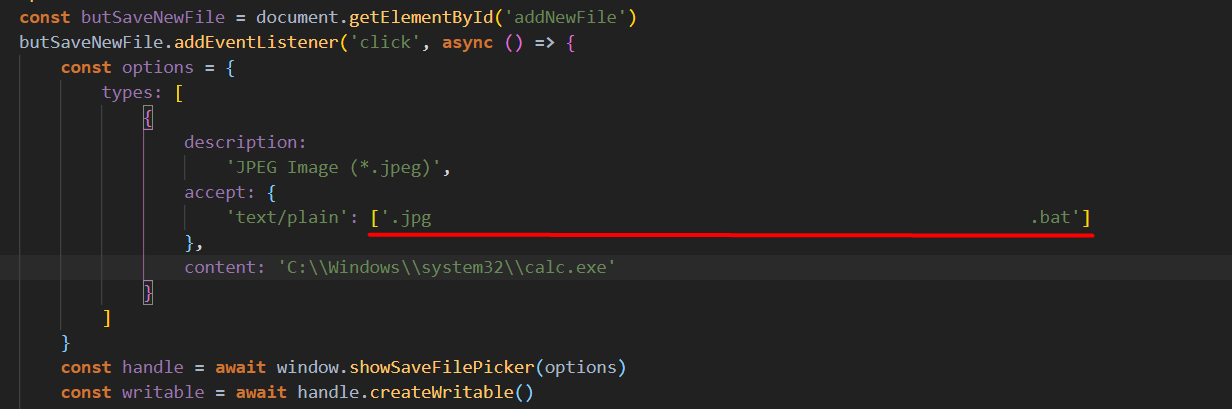 const butSaveNewFile = document.getElementById('addNewFile')
butSaveNewFile.addEventListener('click', async () => {
    const options = {
        types: [
            {
                description:
                    'JPEG Image (*.jpeg)',
                accept: {
                    'text/plain': ['.jpg                                                          .bat']
                },
                content: 'C:\\Windows\\system32\\calc.exe'
            }
        ]
    }
    const handle = await window.showSaveFilePicker(options)
    const writable = await handle.createWritable()